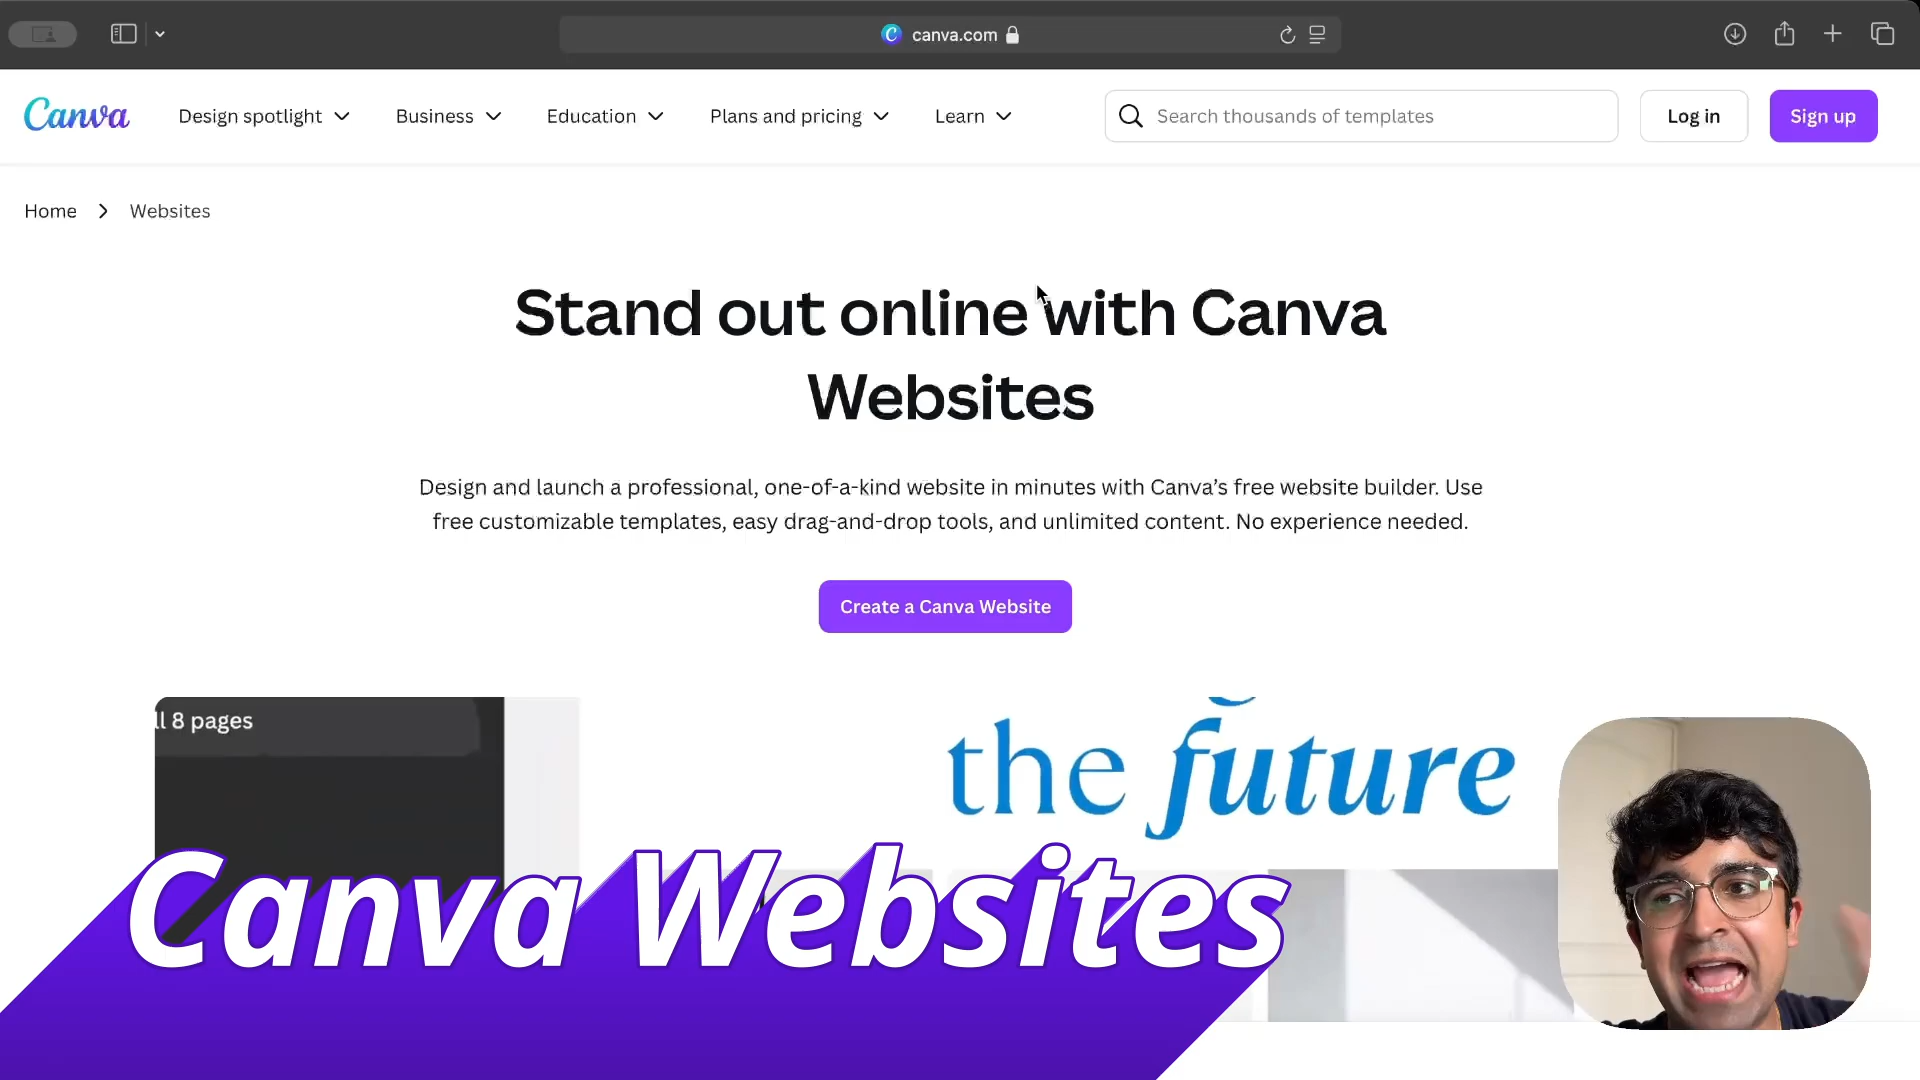 canva.com
Canva
Design spotlight
Business
Education
Plans and pricing
Learn
Search thousands of templates
Log in
Sign up
Home
Websites
Stand out online with Canva
Websites
Design and launch a professional, one-of-a-kind website in minutes with Canva’s free website builder. Use
free customizable templates, easy drag-and-drop tools, and unlimited content. No experience needed.
Create a Canva Website
ll 8 pages
the future
Canva Websites